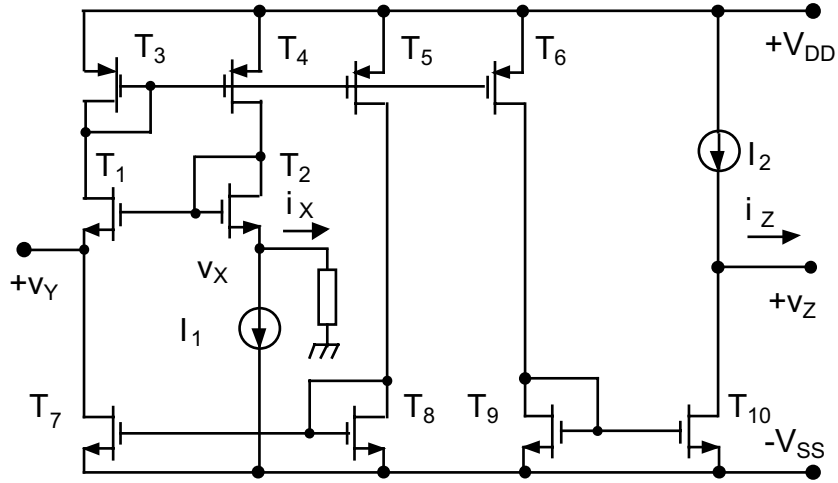 T3
T4
T5
T6
+VDD
T1
T2
I2
iX
iZ
+vY
vX
+vZ
I1
T7
T8
T9
T10
-VSS